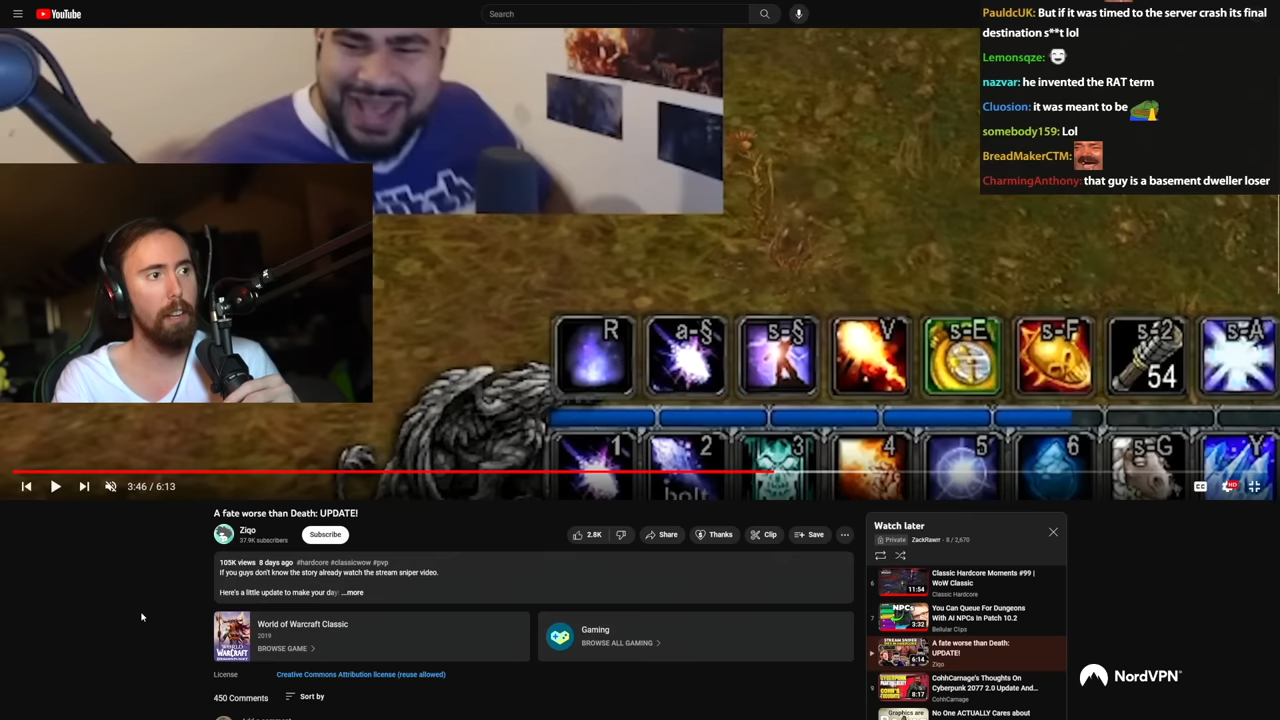 YouTube
Search
PauldcUK: But if it was timed to the server crash its final
destination s**t lol
Lemonsqze:
nazvar: he invented the RAT term
Cluosion: it was meant to be
somebody159: Lol
BreadMakerCTM:
CharmingAnthony: that guy is a basement dweller loser
R
a-§
s-§
V
s-E
s-F
s-2
54
s-A
1
2
bolt
3
4
5
6
s-G
Y
3:46 / 6:13
HD
A fate worse than Death: UPDATE!
Ziqo
37.9K subscribers
Subscribe
2.8K
Share
Thanks
Clip
Save
105K views 8 days ago #hardcore #classicwow #pvp
If you guys don't know the story already watch the stream sniper video.
Here's a little update to make your day ...more
World of Warcraft Classic
2019
BROWSE GAME
Gaming
BROWSE ALL GAMING
License
Creative Commons Attribution license (reuse allowed)
450 Comments
Sort by
Watch later
Private ZackRawrr - 8 / 2,670
6
11:54
Classic Hardcore Moments #99 |
WoW Classic
Classic Hardcore
7
NPCs
3:32
You Can Queue For Dungeons
With AI NPCs In Patch 10.2
Bellular Clips
STREAM SNIPER
6:14
A fate worse than Death:
UPDATE!
Ziqo
9
8:17
CohhCarnage's Thoughts On
Cyberpunk 2077 2.0 Update And...
CohhCarnage
Graphics are
No One ACTUALLY Cares about
NordVPN